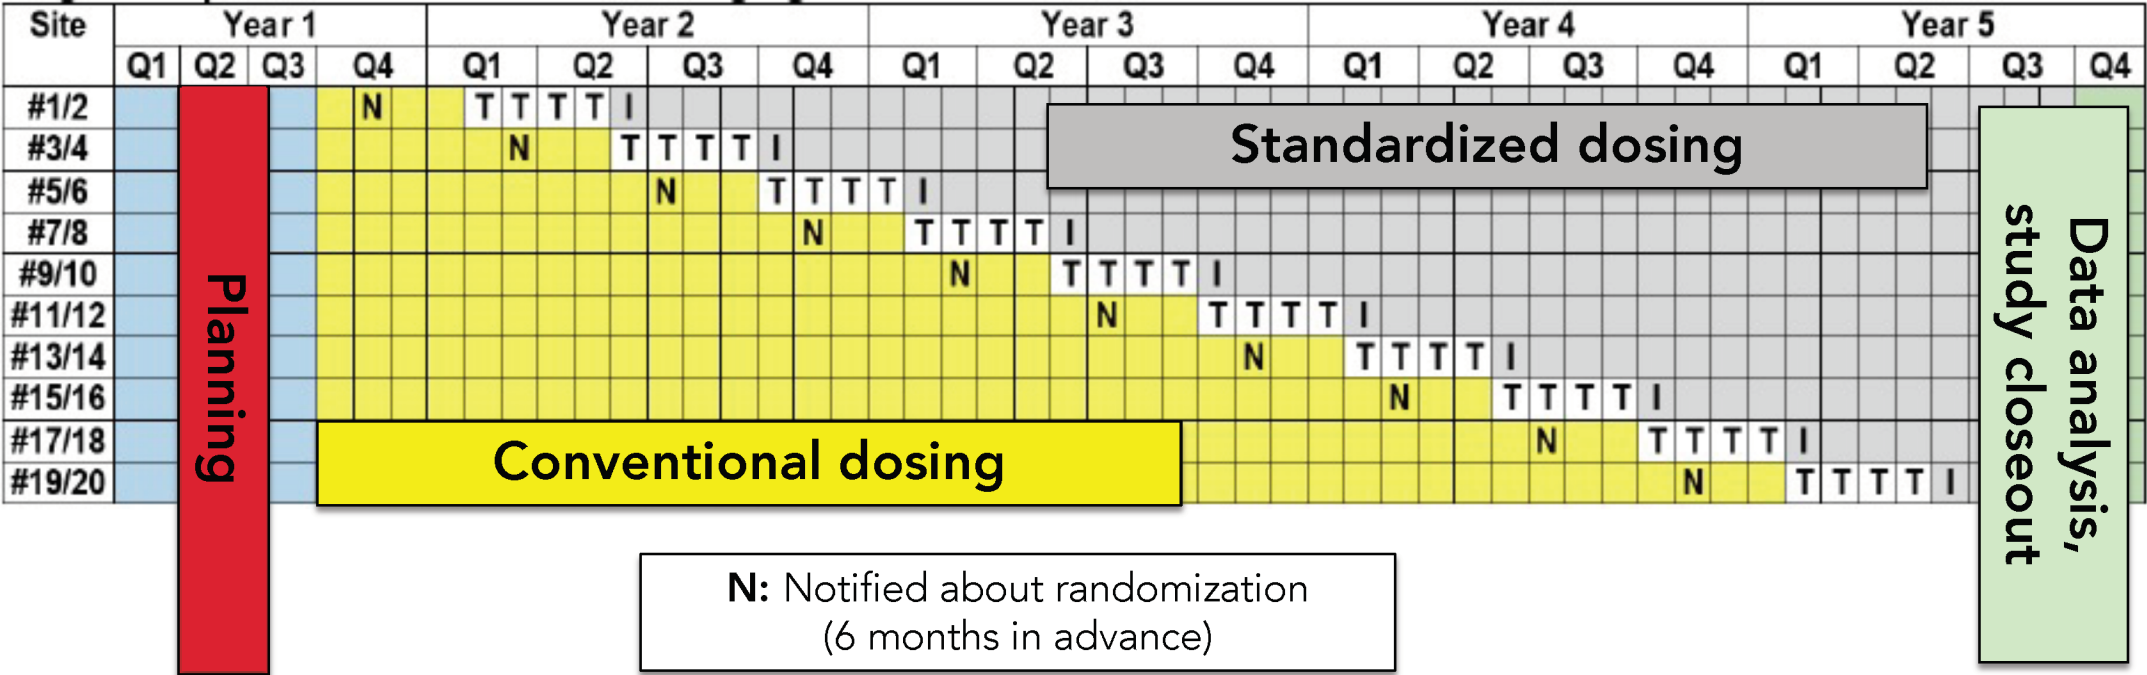 Site Year 1 Year 2 Year 3 Year 4 Year 5
Q1 Q2 Q3 Q4 Q1 Q2 Q3 Q4 Q1 Q2 Q3 Q4 Q1 Q2 Q3 Q4 Q1 Q2 Q3 Q4
#1/2 N T T T T I
#3/4 N T T T T I
#5/6 N T T T T I
#7/8 N T T T T I
#9/10 N T T T T I
#11/12 N T T T T I
#13/14 N T T T T I
#15/16 N T T T T I
#17/18 N T T T T I
#19/20 N T T T T I
Planning
Conventional dosing
Standardized dosing
Data analysis,
study closeout
N: Notified about randomization
(6 months in advance)